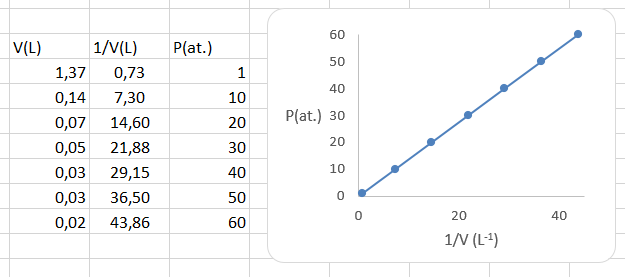 V(L) 1/V(L) P(at.)
1,37 0,73 1
0,14 7,30 10
0,07 14,60 20
0,05 21,88 30
0,03 29,15 40
0,03 36,50 50
0,02 43,86 60
60
50
40
P(at.) 30
20
10
0
0 20 40
1/V (L⁻¹)